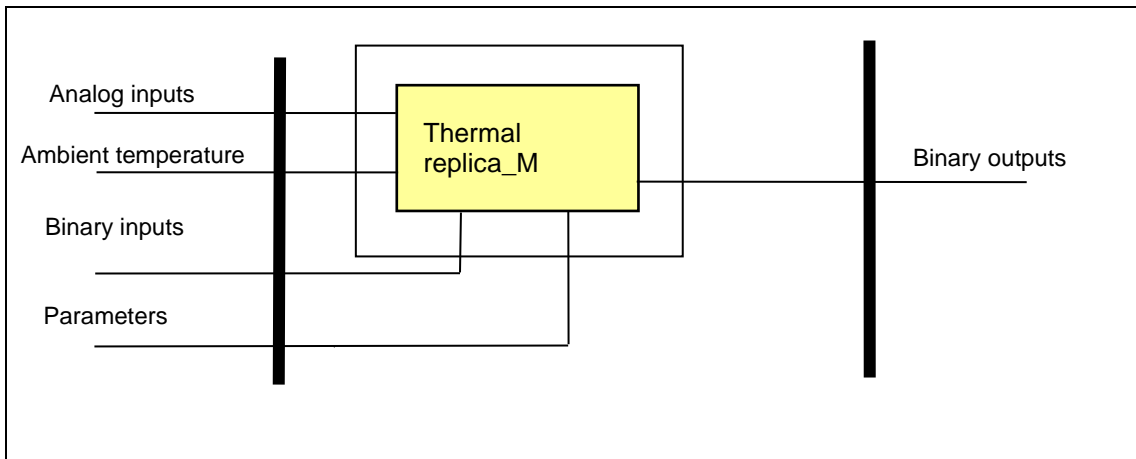 Analog inputs
Ambient temperature
Binary inputs
Parameters
Thermal
replica_M
Binary outputs